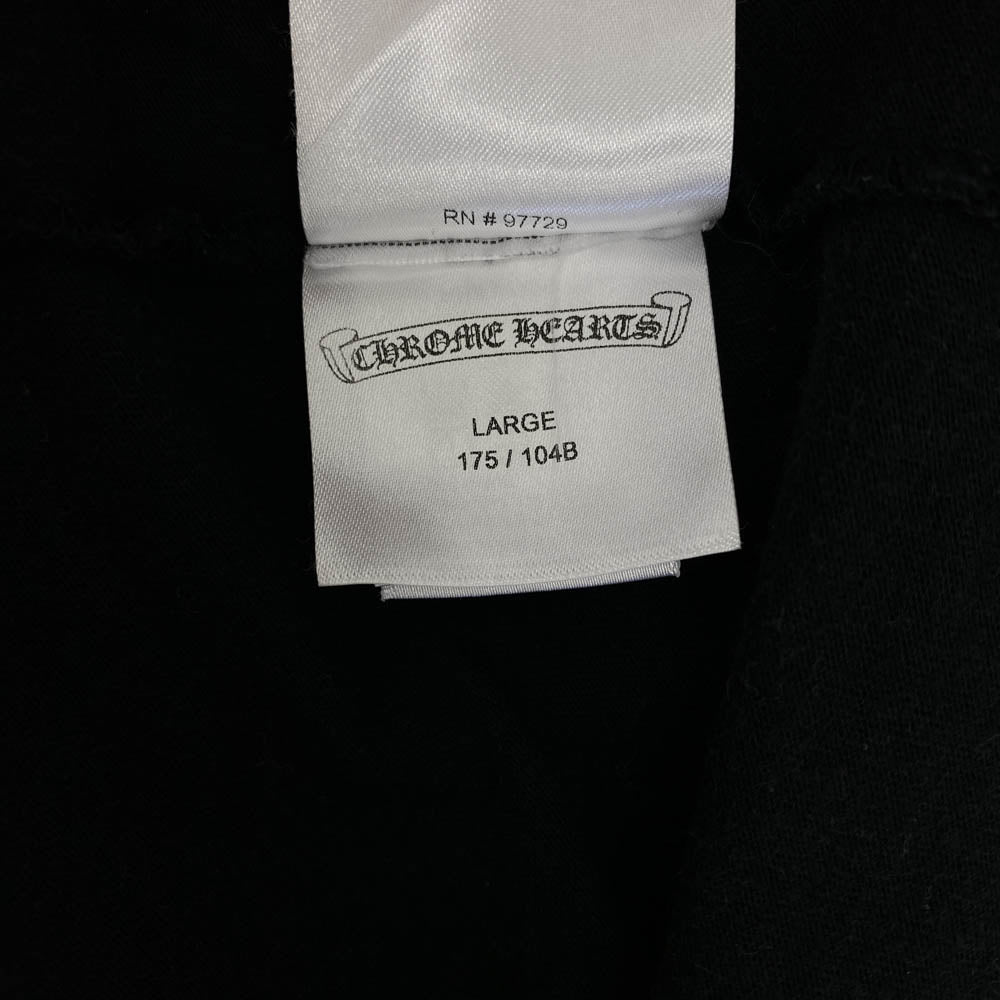 RN # 97729
CHROME HEARTS
LARGE
175 / 104B